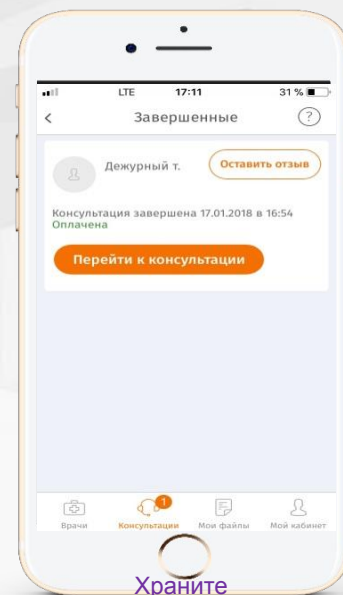 LTE 17:11 31 %
< Завершенные ?
Дежурный т. Оставить отзыв
Консультация завершена 17.01.2018 в 16:54
Оплачена
Перейти к консультации
1
Врачи Консультации Мои файлы Мой кабинет
Храните